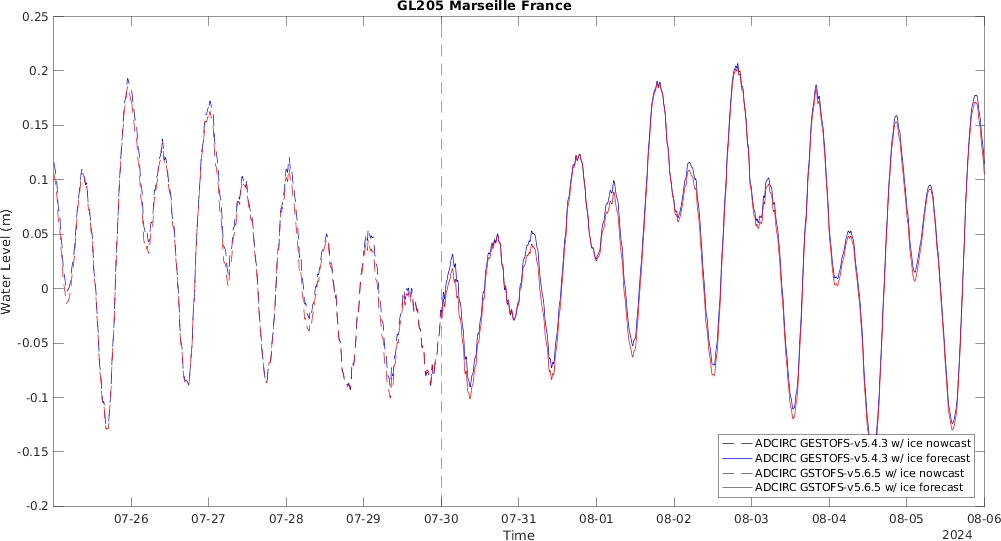 GL205 Marseille France
0.25
0.2
0.15
0.1
0.05
0
-0.05
-0.1
-0.15
-0.2
Water Level (m)
ADCIRC GESTOFS-v5.4.3 w/ ice nowcast
ADCIRC GESTOFS-v5.4.3 w/ ice forecast
ADCIRC GSTOFS-v5.6.5 w/ ice nowcast
ADCIRC GSTOFS-v5.6.5 w/ ice forecast
07-26 07-27 07-28 07-29 07-30 07-31 08-01 08-02 08-03 08-04 08-05 08-06
Time
2024